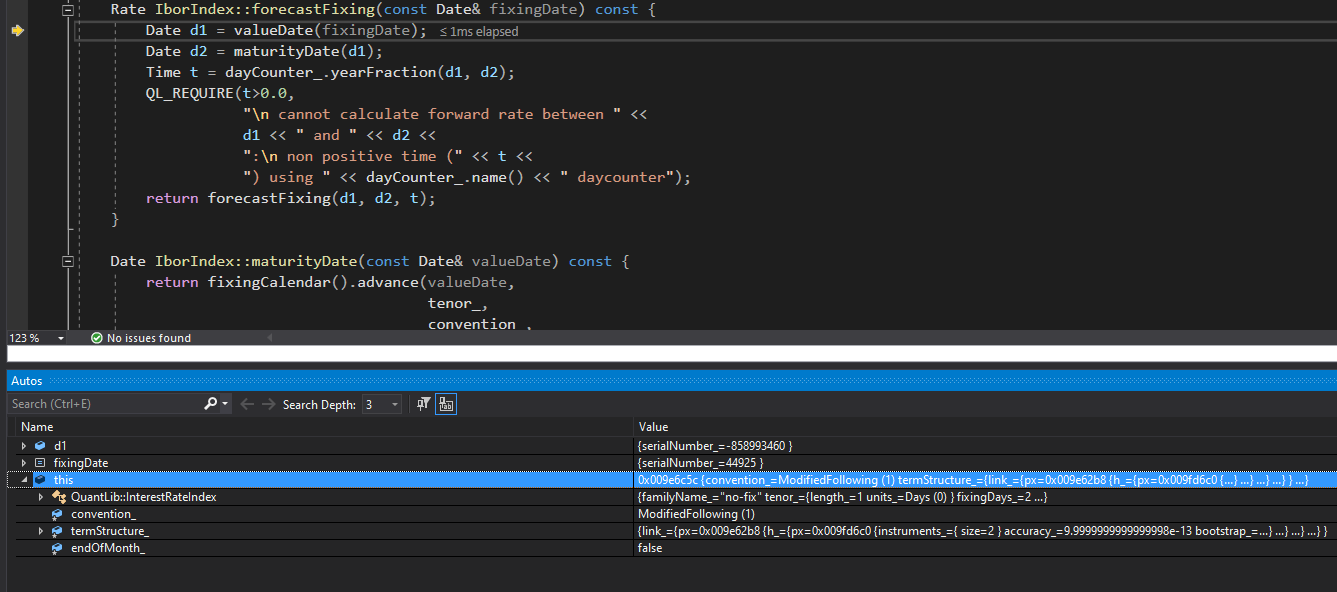 Rate IborIndex::forecastFixing(const Date& fixingDate) const {
Date d1 = valueDate(fixingDate); ≤ 1ms elapsed
Date d2 = maturityDate(d1);
Time t = dayCounter_.yearFraction(d1, d2);
QL_REQUIRE(t>0.0,
"\n cannot calculate forward rate between " <<
d1 << " and " << d2 <<
":\n non positive time (" << t <<
") using " << dayCounter_.name() << " daycounter");
return forecastFixing(d1, d2, t);
}
Date IborIndex::maturityDate(const Date& valueDate) const {
return fixingCalendar().advance(valueDate,
tenor_,
convention_,
123 % No issues found
Autos
Search (Ctrl+E) Search Depth: 3
Name Value
d1 {serialNumber_=-858993460 }
fixingDate {serialNumber_=44925 }
this 0x009e6c5c {convention_=ModifiedFollowing (1) termStructure_={link_={px=0x009e62b8 {h_={px=0x009fd6c0 {...} ...} ...} ...} } ...}
QuantLib::InterestRateIndex {familyName_="no-fix" tenor_={length_=1 units_=Days (0) } fixingDays_=2 ...}
convention_ ModifiedFollowing (1)
termStructure_ {link_={px=0x009e62b8 {h_={px=0x009fd6c0 {instruments_={ size=2 } accuracy_=9.9999999999999998e-13 bootstrap_=...} ...} ...} ...} }
endOfMonth_ false